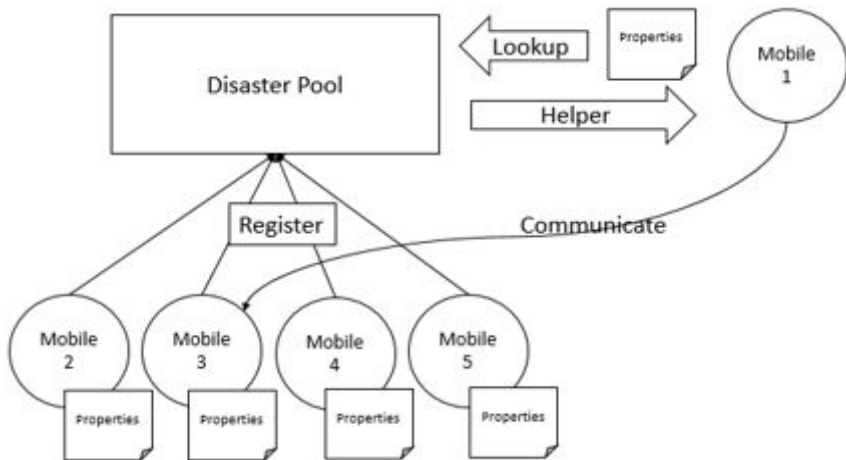 Disaster Pool
Lookup
Properties
Mobile
1
Helper
Register
Communicate
Mobile
2
Mobile
3
Mobile
4
Mobile
5
Properties
Properties
Properties
Properties